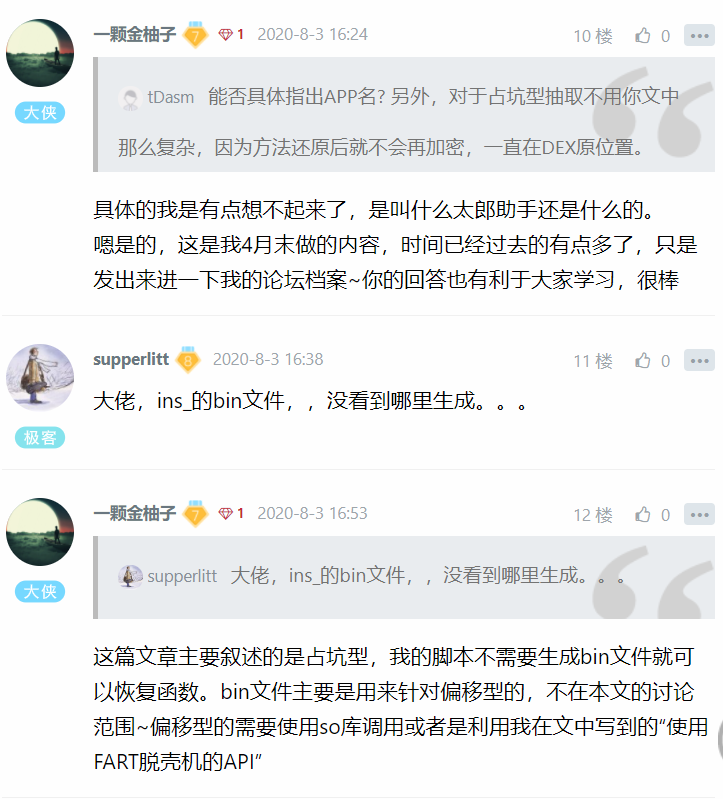 一颗金柚子 7 1 2020-8-3 16:24 10 楼 0
大侠
tDasm 能否具体指出APP名? 另外，对于占坑型抽取不用你文中
那么复杂，因为方法还原后就不会再加密，一直在DEX原位置。
具体的我是有点想不起来了，是叫什么太郎助手还是什么的。
嗯是的，这是我4月末做的内容，时间已经过去的有点多了，只是
发出来进一下我的论坛档案~你的回答也有利于大家学习，很棒
supperlitt 8 2020-8-3 16:38 11 楼 0
极客
大佬，ins_的bin文件，，没看到哪里生成。。。
一颗金柚子 7 1 2020-8-3 16:53 12 楼 0
大侠
supperlitt 大佬，ins_的bin文件，，没看到哪里生成。。。
这篇文章主要叙述的是占坑型，我的脚本不需要生成bin文件就可
以恢复函数。bin文件主要是用来针对偏移型的，不在本文的讨论
范围~偏移型的需要使用so库调用或者是利用我在文中写到的“使用
FART脱壳机的API”